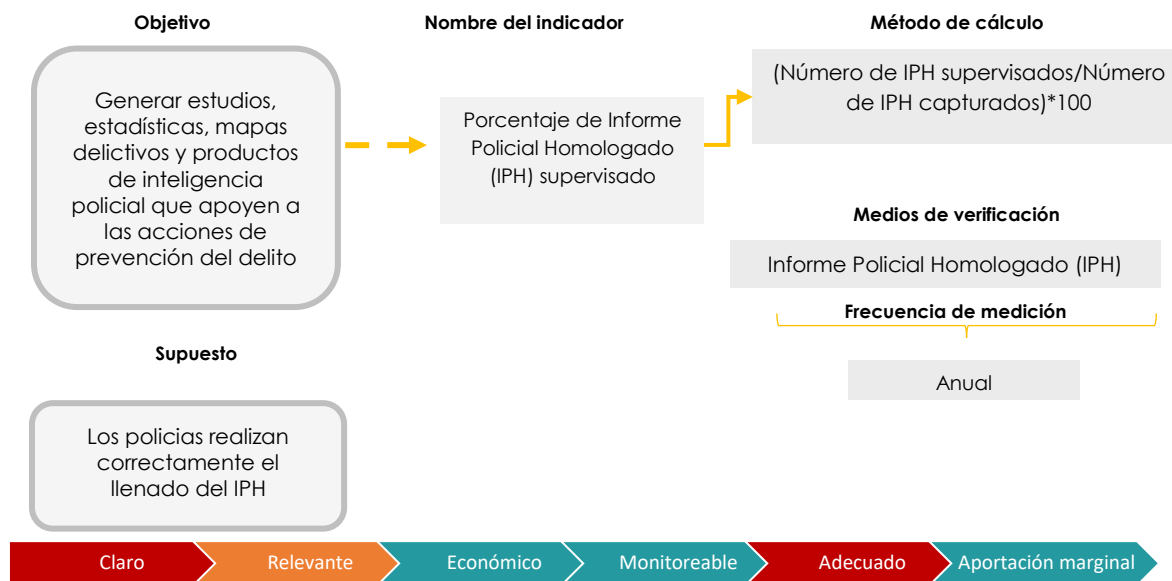 Objetivo
Nombre del indicador
Método de cálculo
Generar estudios,
estadísticas, mapas
delictivos y productos
de inteligencia
policial que apoyen a
las acciones de
prevención del delito
Porcentaje de Informe
Policial Homologado
(IPH) supervisado
(Número de IPH supervisados/Número
de IPH capturados)*100
Medios de verificación
Informe Policial Homologado (IPH)
Frecuencia de medición
Anual
Supuesto
Los policias realizan
correctamente el
llenado del IPH
Claro
Relevante
Económico
Monitoreable
Adecuado
Aportación marginal